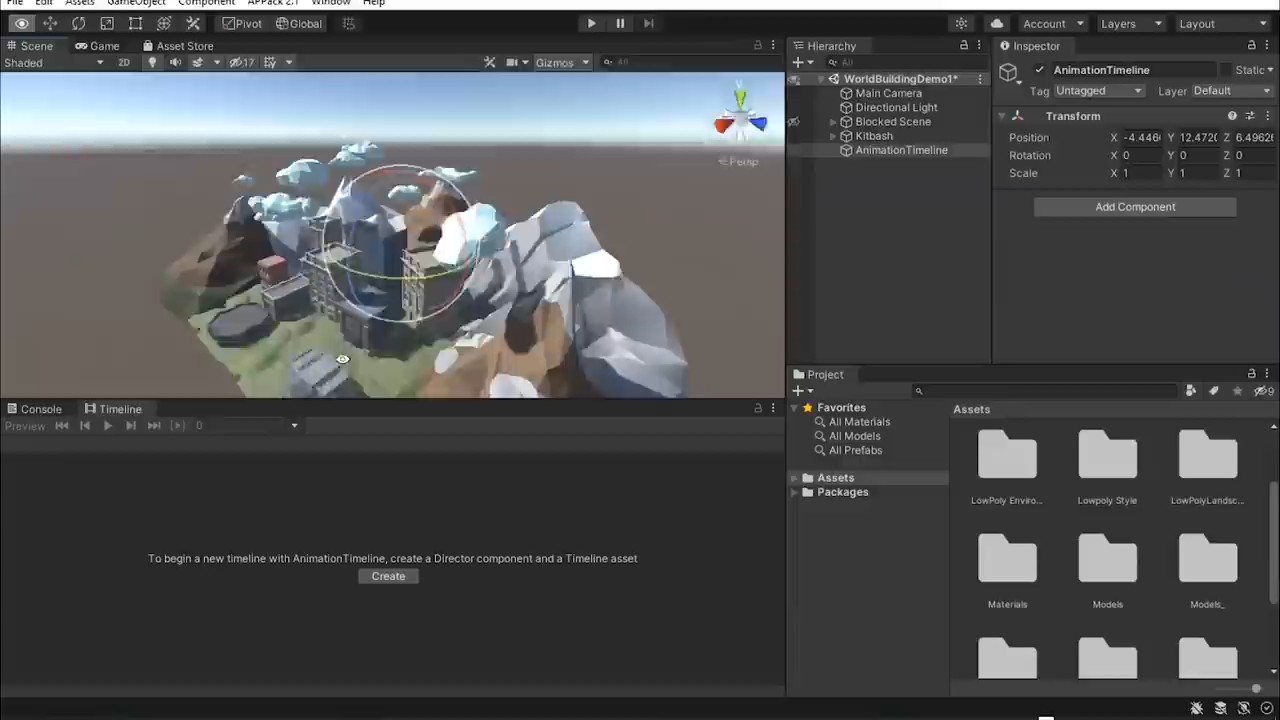 File Edit Assets GameObject Component APPack 2.1 Window Help
Pivot Global Account Layers Layout
Scene Game Asset Store
Shaded 2D 17 Gizmos All
Persp
Hierarchy
All
WorldBuildingDemo1*
Main Camera
Directional Light
Blocked Scene
Kitbash
AnimationTimeline
Inspector
AnimationTimeline Static
Tag Untagged Layer Default
Transform
Position X -4.446 Y 12.472 Z 6.4962
Rotation X 0 Y 0 Z 0
Scale X 1 Y 1 Z 1
Add Component
Console Timeline
Preview 0
To begin a new timeline with AnimationTimeline, create a Director component and a Timeline asset
Create
Project
9
Favorites
All Materials
All Models
All Prefabs
Assets
Packages
Assets
LowPoly Enviro... Lowpoly Style LowPolyLandsc...
Materials Models Models_